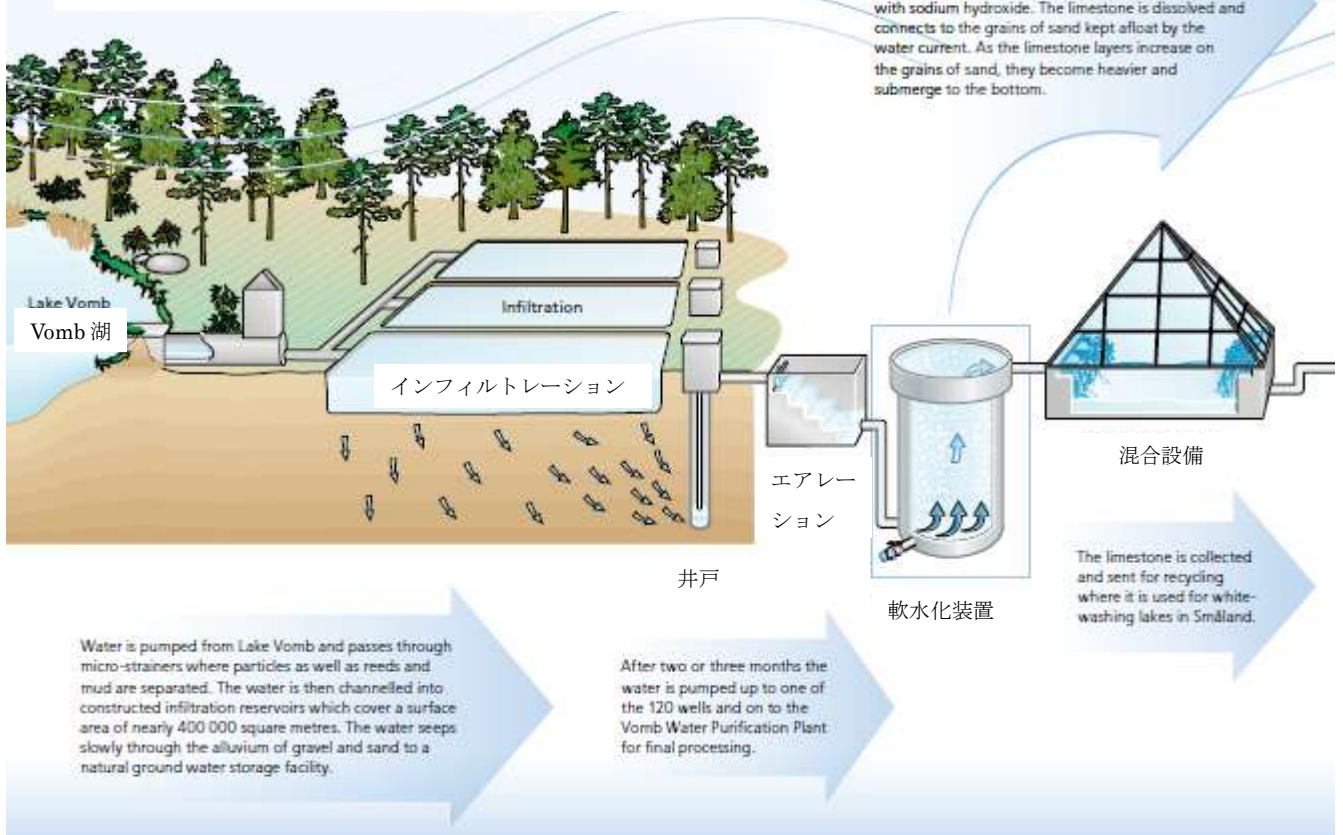 with sodium hydroxide. The limestone is dissolved and
connects to the grains of sand kept afloat by the
water current. As the limestone layers increase on
the grains of sand, they become heavier and
submerge to the bottom.
Lake Vomb
Vomb 湖
Infiltration
インフィルトレーション
エアレー
ション
井戸
軟水化装置
混合設備
The limestone is collected
and sent for recycling
where it is used for white-
washing lakes in Småland.
Water is pumped from Lake Vomb and passes through
micro-strainers where particles as well as reeds and
mud are separated. The water is then channelled into
constructed infiltration reservoirs which cover a surface
area of nearly 400 000 square metres. The water seeps
slowly through the alluvium of gravel and sand to a
natural ground water storage facility.
After two or three months the
water is pumped up to one of
the 120 wells and on to the
Vomb Water Purification Plant
for final processing.